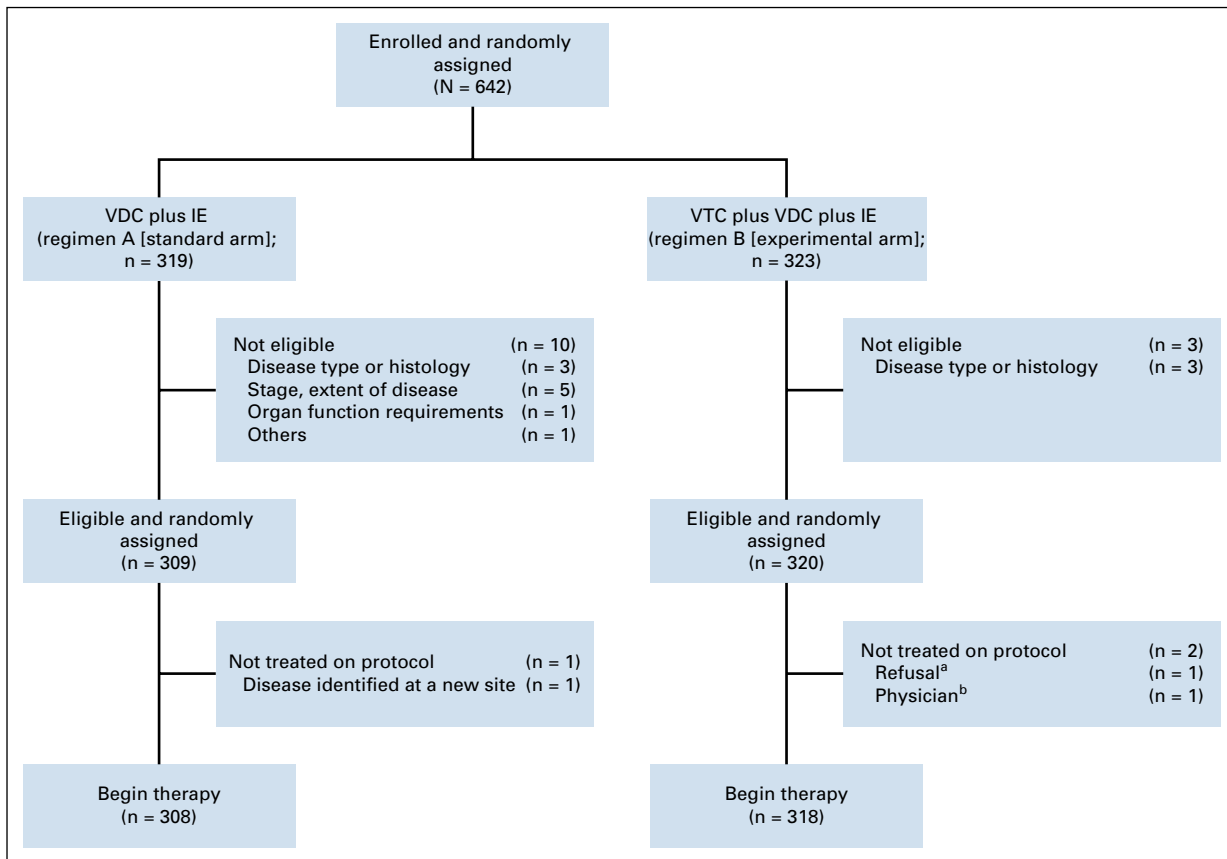 Enrolled and randomly
assigned
(N = 642)
VDC plus IE
(regimen A [standard arm];
n = 319)
VTC plus VDC plus IE
(regimen B [experimental arm];
n = 323)
Not eligible (n = 10)
Disease type or histology (n = 3)
Stage, extent of disease (n = 5)
Organ function requirements (n = 1)
Others (n = 1)
Not eligible (n = 3)
Disease type or histology (n = 3)
Eligible and randomly
assigned
(n = 309)
Eligible and randomly
assigned
(n = 320)
Not treated on protocol (n = 1)
Disease identified at a new site (n = 1)
Not treated on protocol (n = 2)
Refusalᵃ (n = 1)
Physicianᵇ (n = 1)
Begin therapy
(n = 308)
Begin therapy
(n = 318)